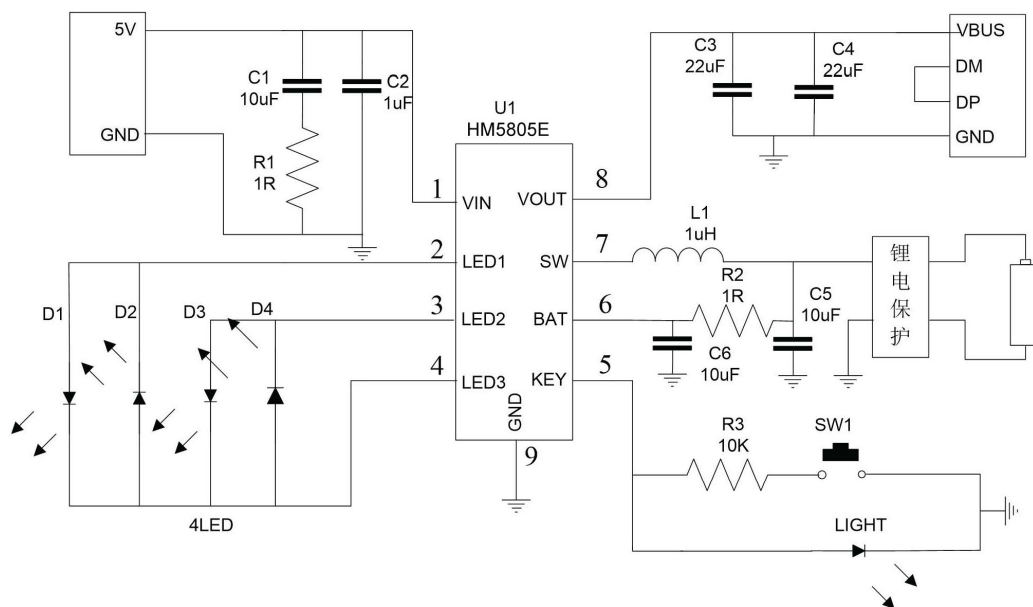 5V
GND
C1
10uF
C2
1uF
R1
1R
U1
HM5805E
1
VIN
2
LED1
3
LED2
4
LED3
GND
9
VOUT
8
SW
7
BAT
6
KEY
5
C3
22uF
C4
22uF
VBUS
DM
DP
GND
L1
1uH
R2
1R
C5
10uF
C6
10uF
锂
电
保
护
R3
10K
SW1
LIGHT
D1
D2
D3
D4
4LED